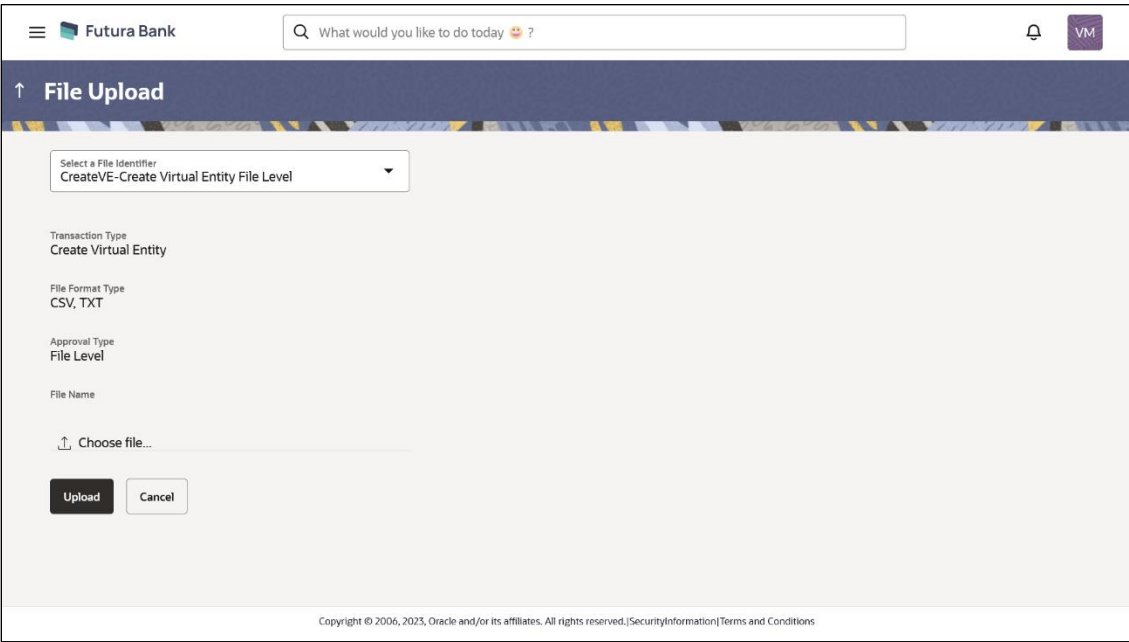 Futura Bank
What would you like to do today 😀 ?
VM
File Upload
Select a File Identifier
CreateVE-Create Virtual Entity File Level
Transaction Type
Create Virtual Entity
File Format Type
CSV, TXT
Approval Type
File Level
File Name
Choose file...
Upload
Cancel
Copyright © 2006, 2023, Oracle and/or its affiliates. All rights reserved.|SecurityInformation|Terms and Conditions